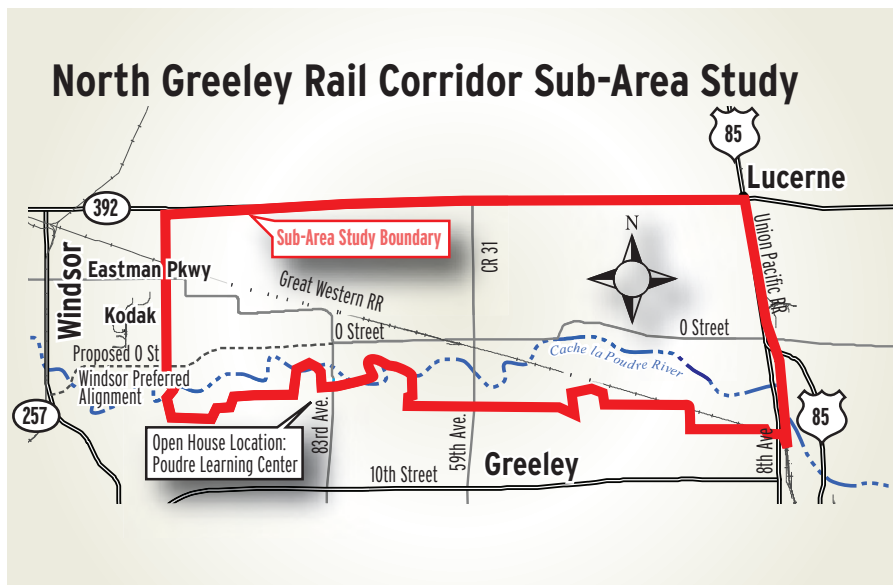 North Greeley Rail Corridor Sub-Area Study
85
Lucerne
392
Sub-Area Study Boundary
N
Union Pacific RR
CR 31
Windsor
Eastman Pkwy
Great Western RR
Kodak
O Street
O Street
Proposed O St
Windsor Preferred
Alignment
Cache la Poudre River
257
85
Open House Location:
Poudre Learning Center
83rd Ave.
59th Ave.
8th Ave
Greeley
10th Street